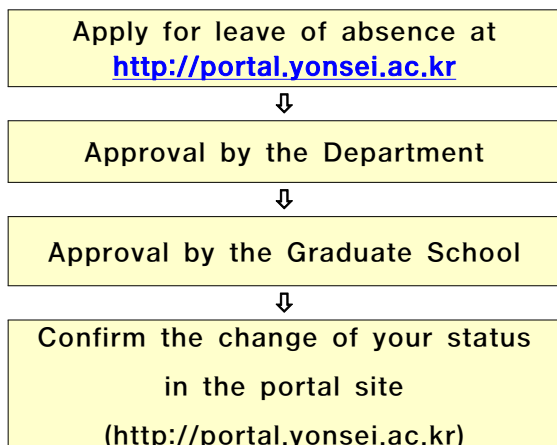 Apply for leave of absence at
http://portal.yonsei.ac.kr
⇩
Approval by the Department
⇩
Approval by the Graduate School
⇩
Confirm the change of your status
in the portal site
(http://portal.yonsei.ac.kr)